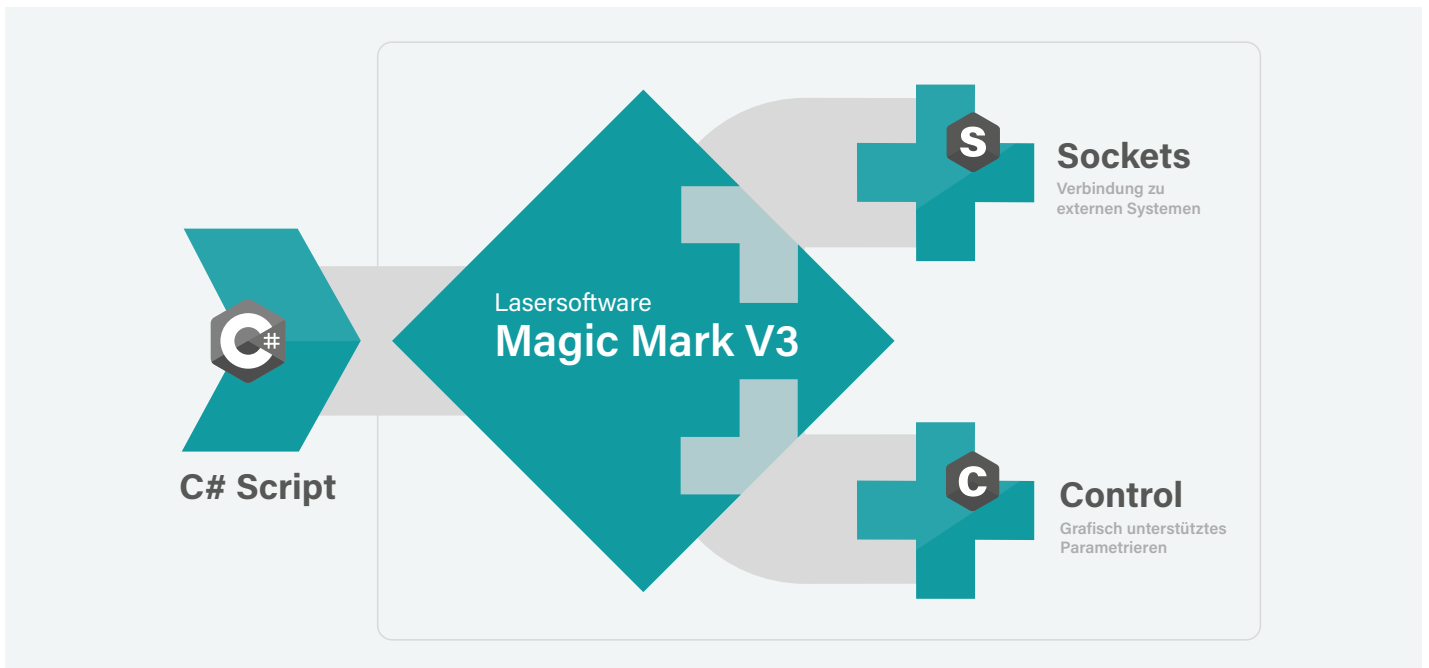 C#
C# Script
Lasersoftware
Magic Mark V3
S
Sockets
Verbindung zu
externen Systemen
C
Control
Grafisch unterstütztes
Parametrieren